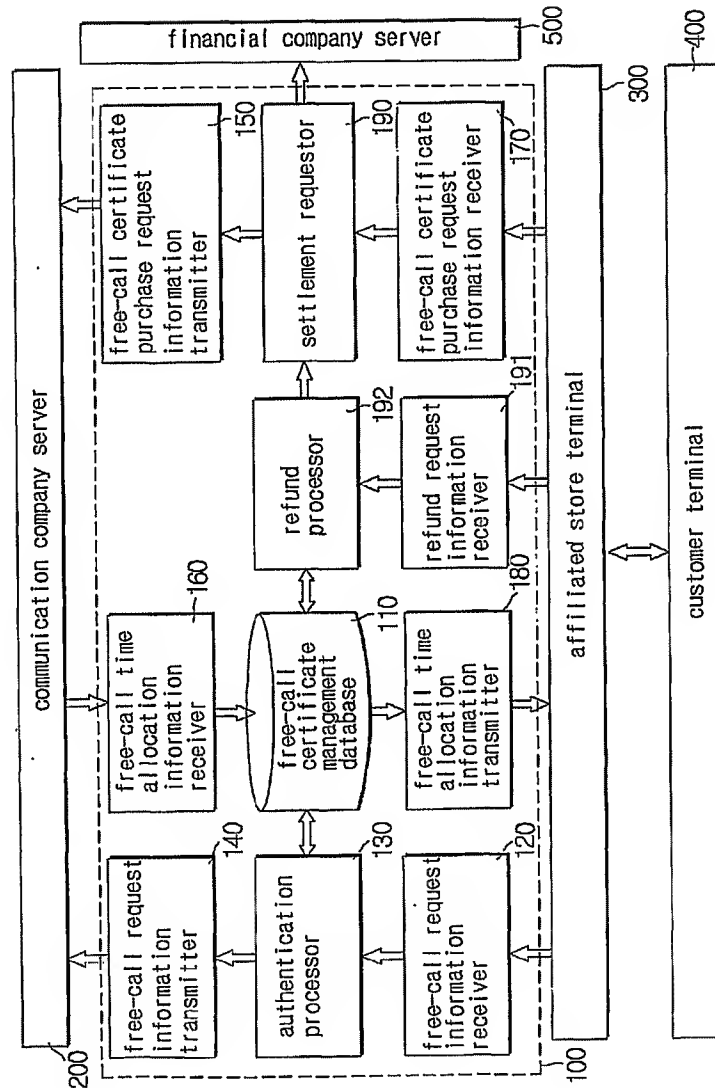 200
communication company server
140
free-call request
information
transmitter
160
free-call time
allocation
information
receiver
150
free-call certificate
purchase request
information
transmitter
financial company server
500
130
authentication
processor
110
free-call
certificate
management
database
192
refund
processor
190
settlement requestor
120
free-call request
information
receiver
180
free-call time
allocation
information
transmitter
191
refund request
information
receiver
170
free-call certificate
purchase request
information receiver
100
affiliated store terminal
300
customer terminal
400